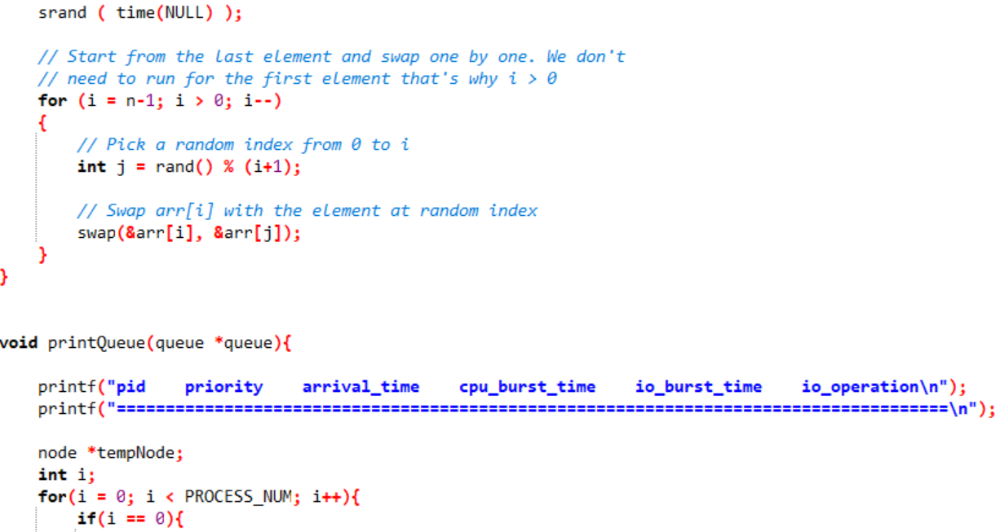 srand ( time(NULL) );

    // Start from the last element and swap one by one. We don't
    // need to run for the first element that's why i > 0
    for (i = n-1; i > 0; i--)
    {
        // Pick a random index from 0 to i
        int j = rand() % (i+1);

        // Swap arr[i] with the element at random index
        swap(&arr[i], &arr[j]);
    }
}

void printQueue(queue *queue){

    printf("pid    priority    arrival_time    cpu_burst_time    io_burst_time    io_operation\n");
    printf("=====================================================================================\n");

    node *tempNode;
    int i;
    for(i = 0; i < PROCESS_NUM; i++){
        if(i == 0){